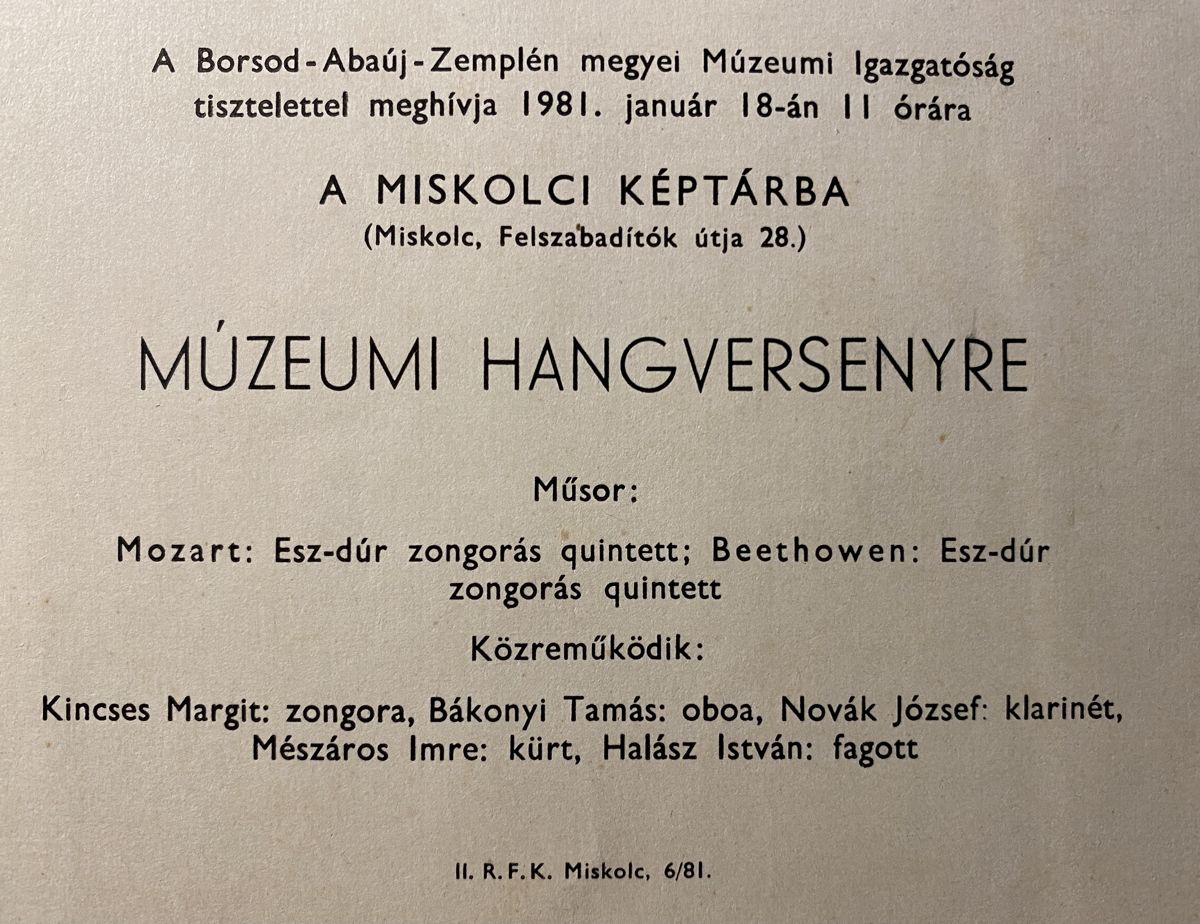 A Borsod-Abaúj-Zemplén megyei Múzeumi Igazgatóság
tisztelettel meghívja 1981. január 18-án 11 órára
A MISKOLCI KÉPTÁRBA
(Miskolc, Felszabadítók útja 28.)
MÚZEUMI HANGVERSENYRE
Műsor:
Mozart: Esz-dúr zongorás quintett; Beethowen: Esz-dúr
zongorás quintett
Közreműködik:
Kincses Margit: zongora, Bákonyi Tamás: oboa, Novák József: klarinét,
Mészáros Imre: kürt, Halász István: fagott
II. R.F.K. Miskolc, 6/81.